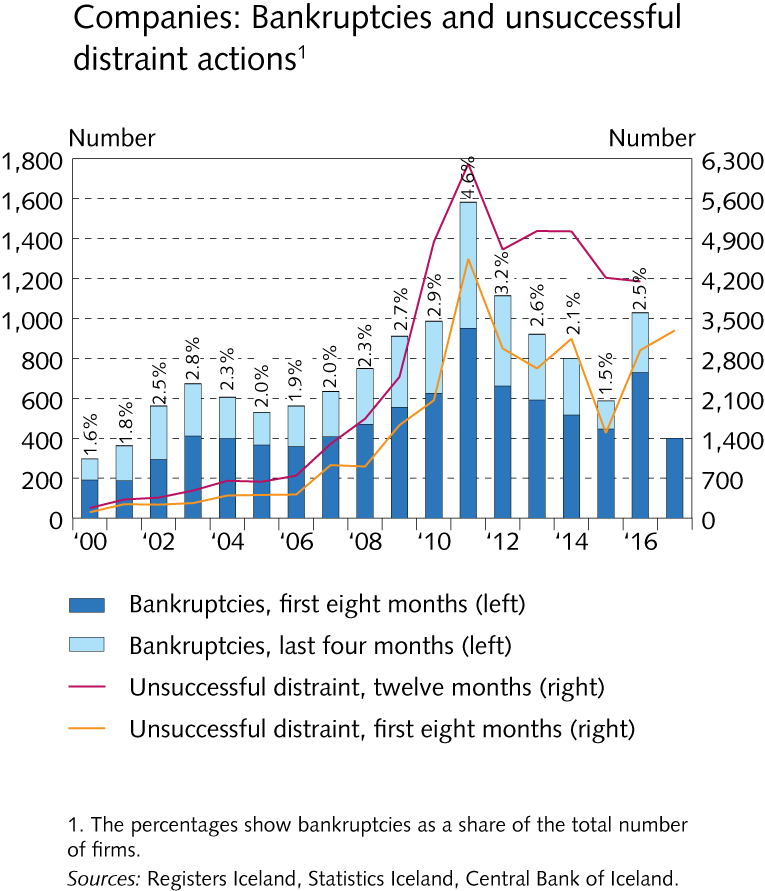 Companies: Bankruptcies and unsuccessful
distraint actions¹
Number Number
1,800 6,300
1,600 5,600
1,400 4,900
1,200 4,200
1,000 3,500
800 2,800
600 2,100
400 1,400
200 700
0 0
1.6% 1.8% 2.5% 2.8% 2.3% 2.0% 1.9% 2.0% 2.3% 2.7% 2.9% 4.6% 3.2% 2.6% 2.1% 1.5% 2.5%
‘00 ‘02 ‘04 ‘06 ‘08 ‘10 ‘12 ‘14 ‘16
Bankruptcies, first eight months (left)
Bankruptcies, last four months (left)
Unsuccessful distraint, twelve months (right)
Unsuccessful distraint, first eight months (right)
1. The percentages show bankruptcies as a share of the total number
of firms.
Sources: Registers Iceland, Statistics Iceland, Central Bank of Iceland.